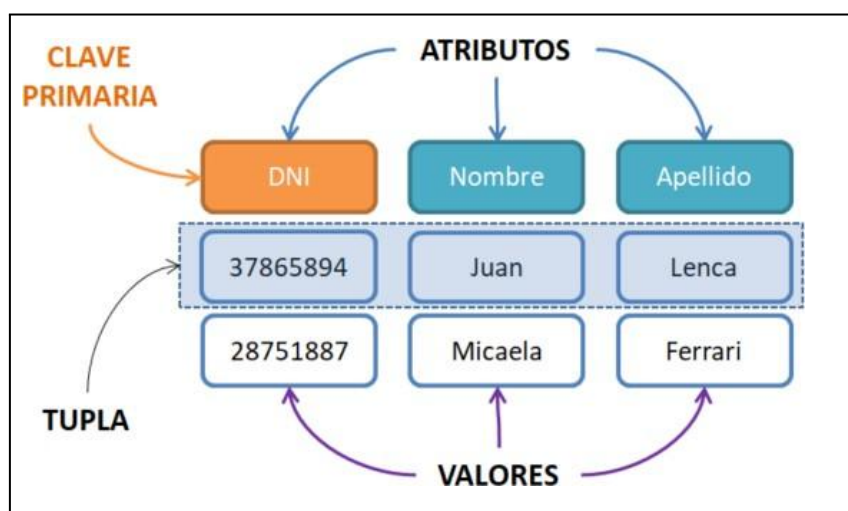 ATRIBUTOS
CLAVE
PRIMARIA
DNI Nombre Apellido
37865894 Juan Lenca
28751887 Micaela Ferrari
TUPLA
VALORES